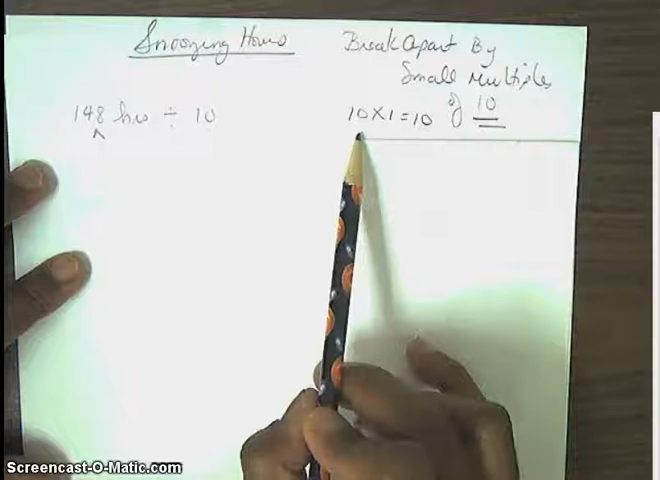 Snoozing Hours
Break Apart By
Small Multiples
of 10
148 hrs ÷ 10
10 x 1 = 10
Screencast-O-Matic.com